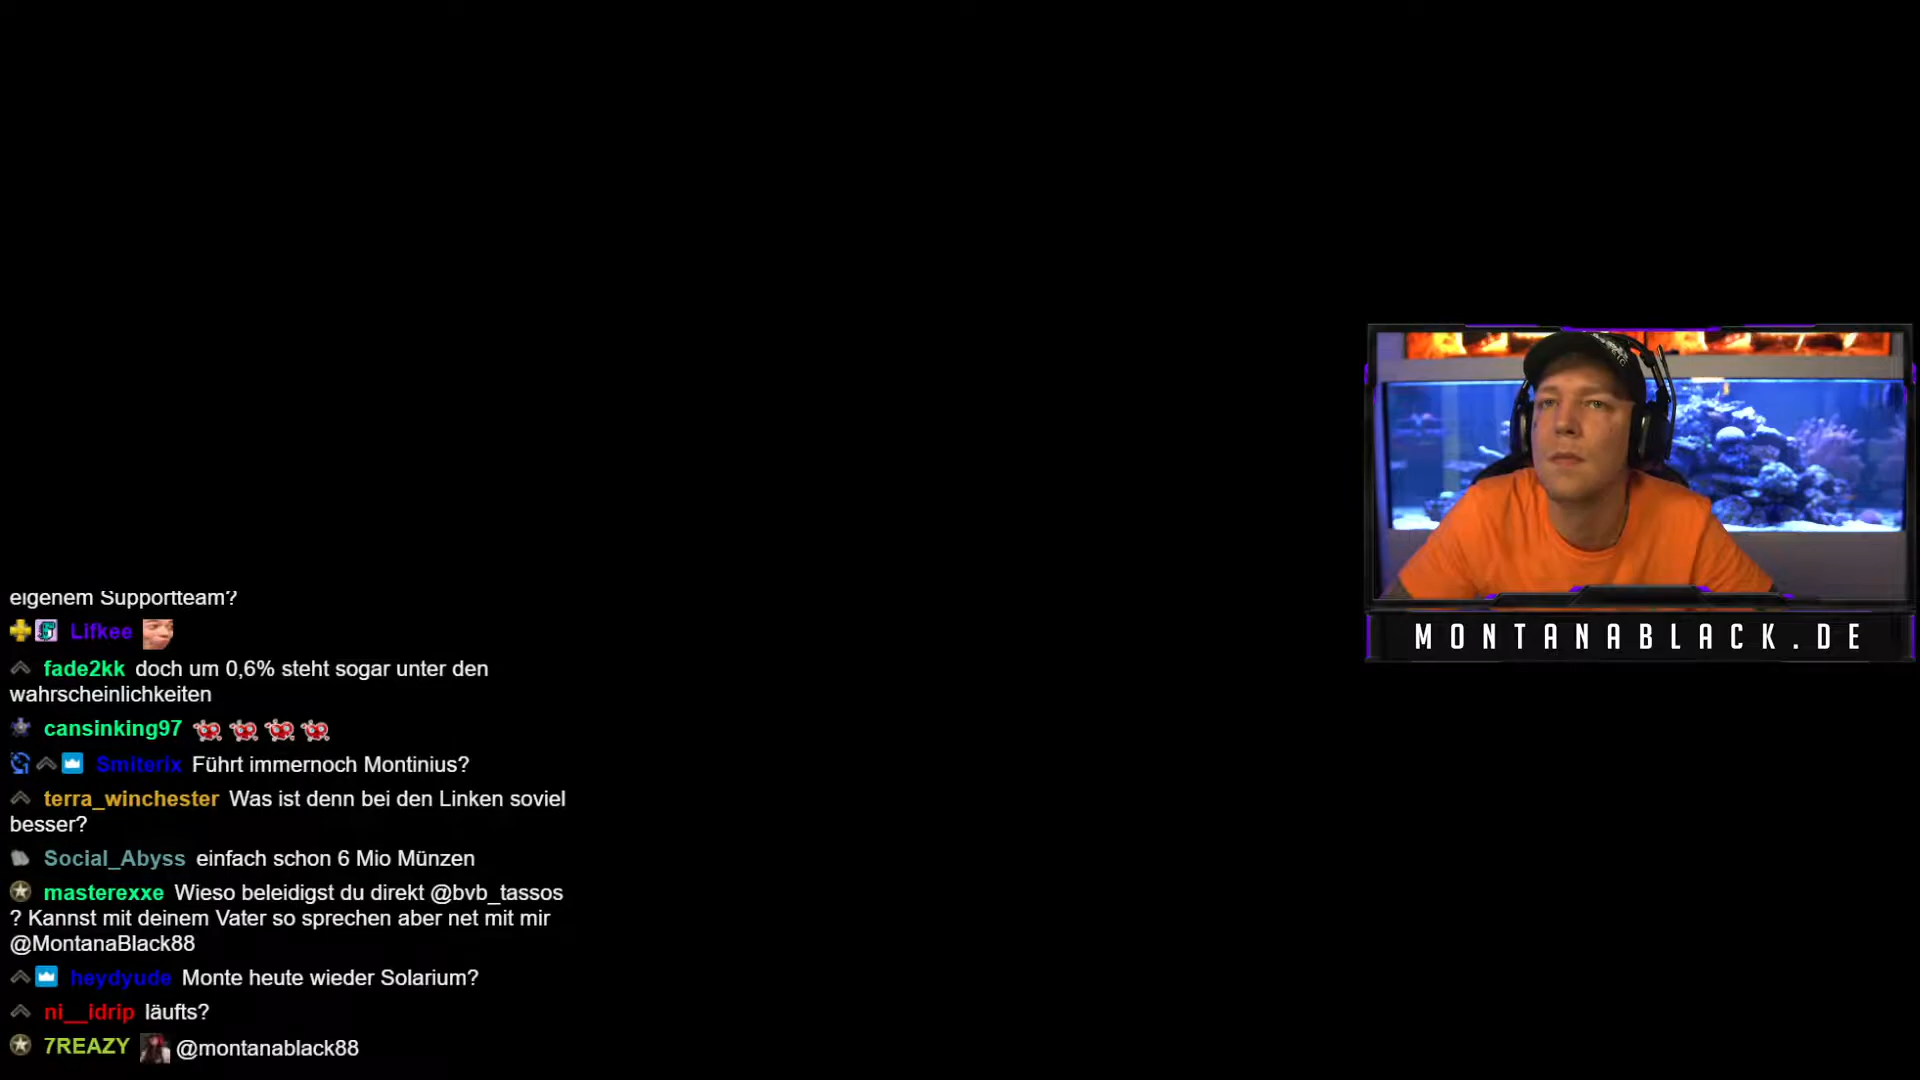 MONTANABLACK.DE
eigenem Supportteam?
Lifkee
fade2kk doch um 0,6% steht sogar unter den
wahrscheinlichkeiten
cansinking97
Smiterix Führt immernoch Montinius?
terra_winchester Was ist denn bei den Linken soviel
besser?
Social_Abyss einfach schon 6 Mio Münzen
masterexxe Wieso beleidigst du direkt @bvb_tassos
? Kannst mit deinem Vater so sprechen aber net mit mir
@MontanaBlack88
heydyude Monte heute wieder Solarium?
ni__idrip läufts?
7REAZY @montanablack88